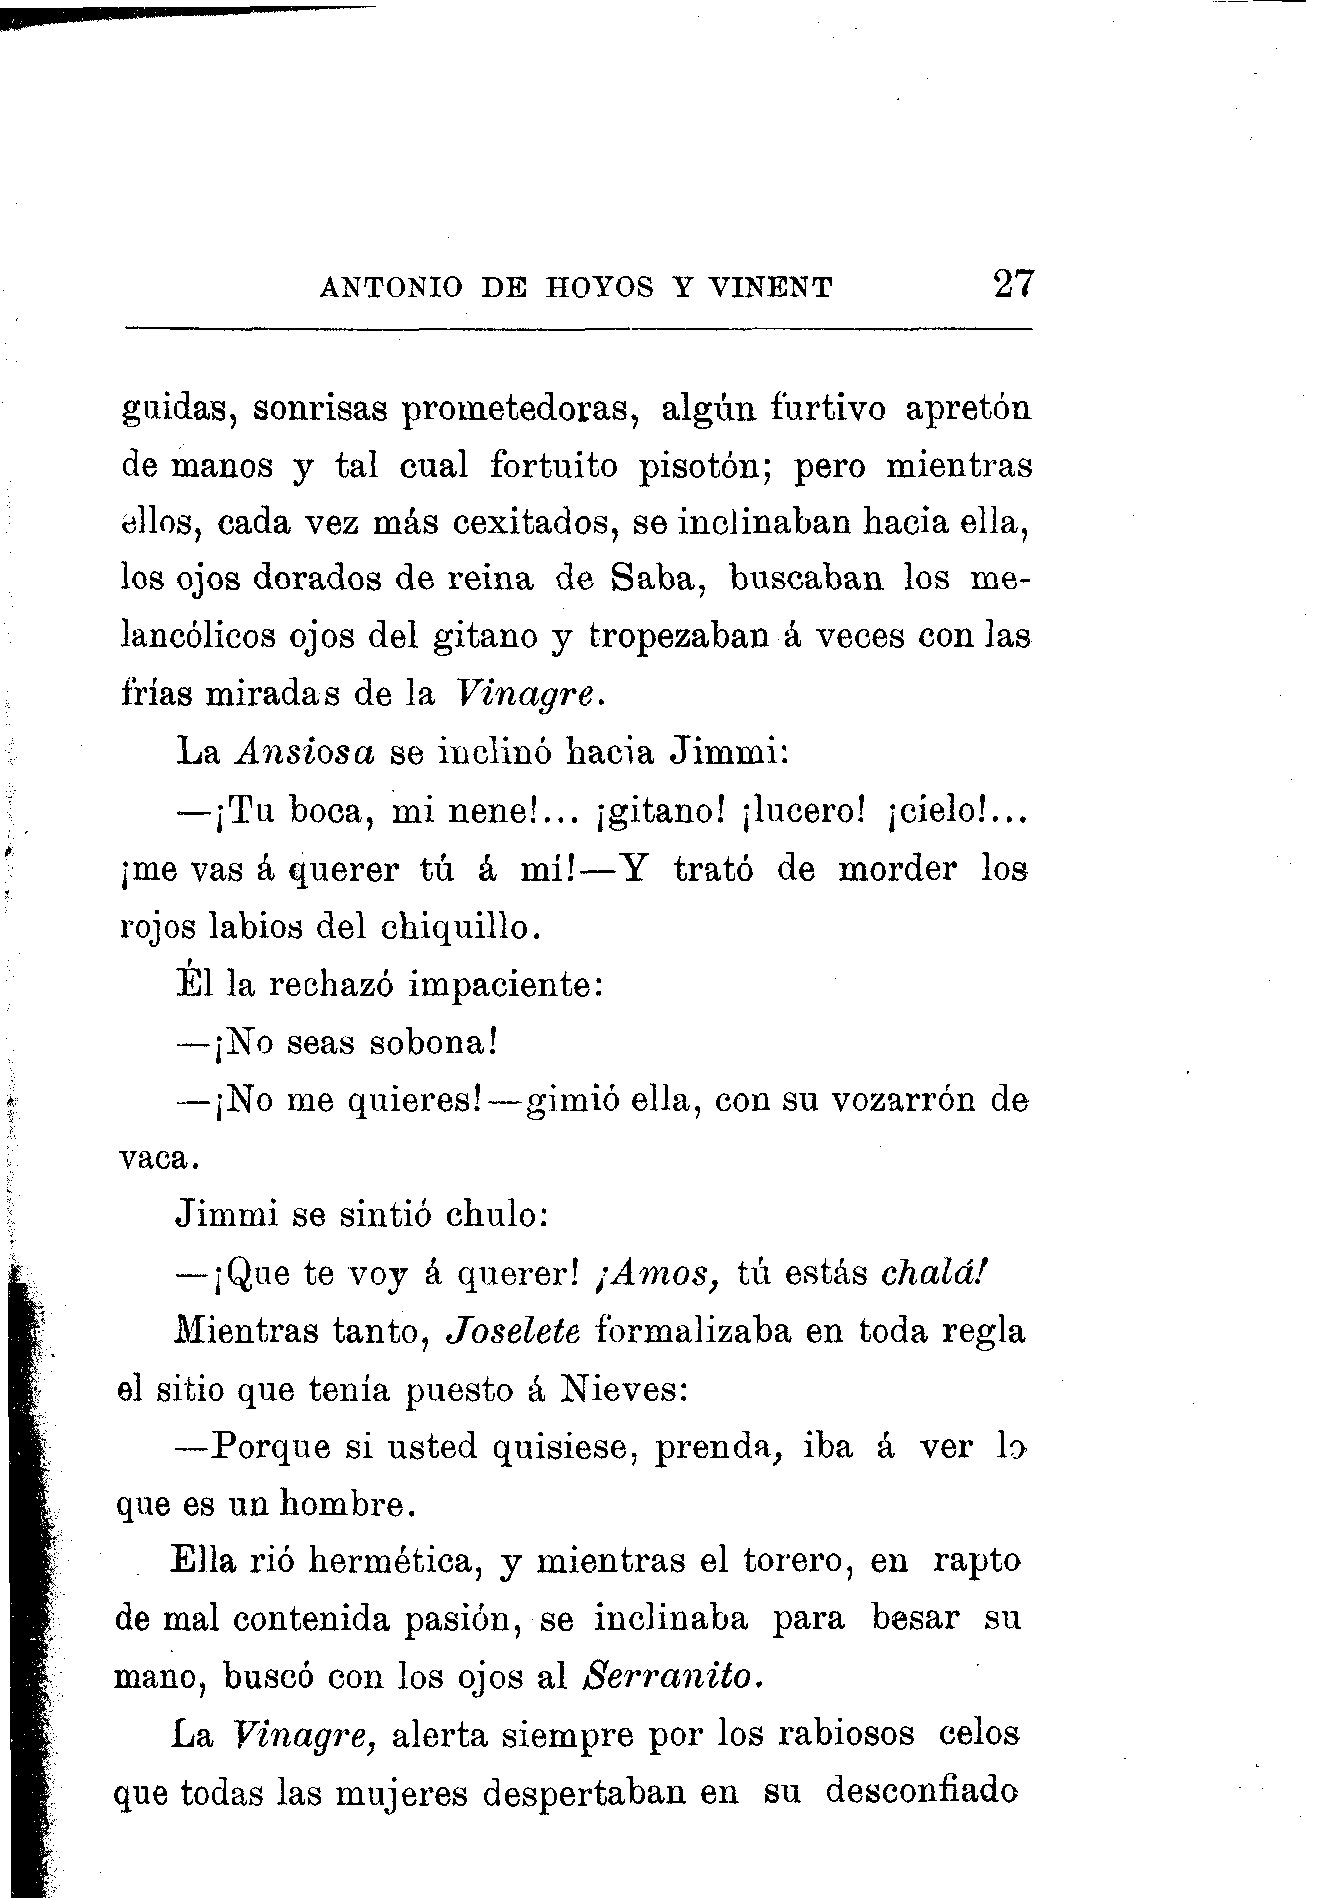 ANTONIO DE HOYOS Y VINENT 27
guidas, sonrisas prometedoras, algún furtivo apretón
de manos y tal cual fortuito pisotón; pero mientras
ellos, cada vez más cexitados, se inclinaban hacia ella,
los ojos dorados de reina de Saba, buscaban los me-
lancólicos ojos del gitano y tropezaban á veces con las
frías miradas de la Vinagre.
La Ansiosa se inclinó hacia Jimmi:
—¡Tu boca, mi nene!... ¡gitano! ¡lucero! ¡cielo!...
¡me vas á querer tú á mí!—Y trató de morder los
rojos labios del chiquillo.
Él la rechazó impaciente:
—¡No seas sobona!
—¡No me quieres!—gimió ella, con su vozarrón de
vaca.
Jimmi se sintió chulo:
—¡Que te voy á querer! ¡Amos, tú estás chalá!
Mientras tanto, Joselete formalizaba en toda regla
el sitio que tenía puesto á Nieves:
—Porque si usted quisiese, prenda, iba á ver lo
que es un hombre.
Ella rió hermética, y mientras el torero, en rapto
de mal contenida pasión, se inclinaba para besar su
mano, buscó con los ojos al Serranito.
La Vinagre, alerta siempre por los rabiosos celos
que todas las mujeres despertaban en su desconfiado